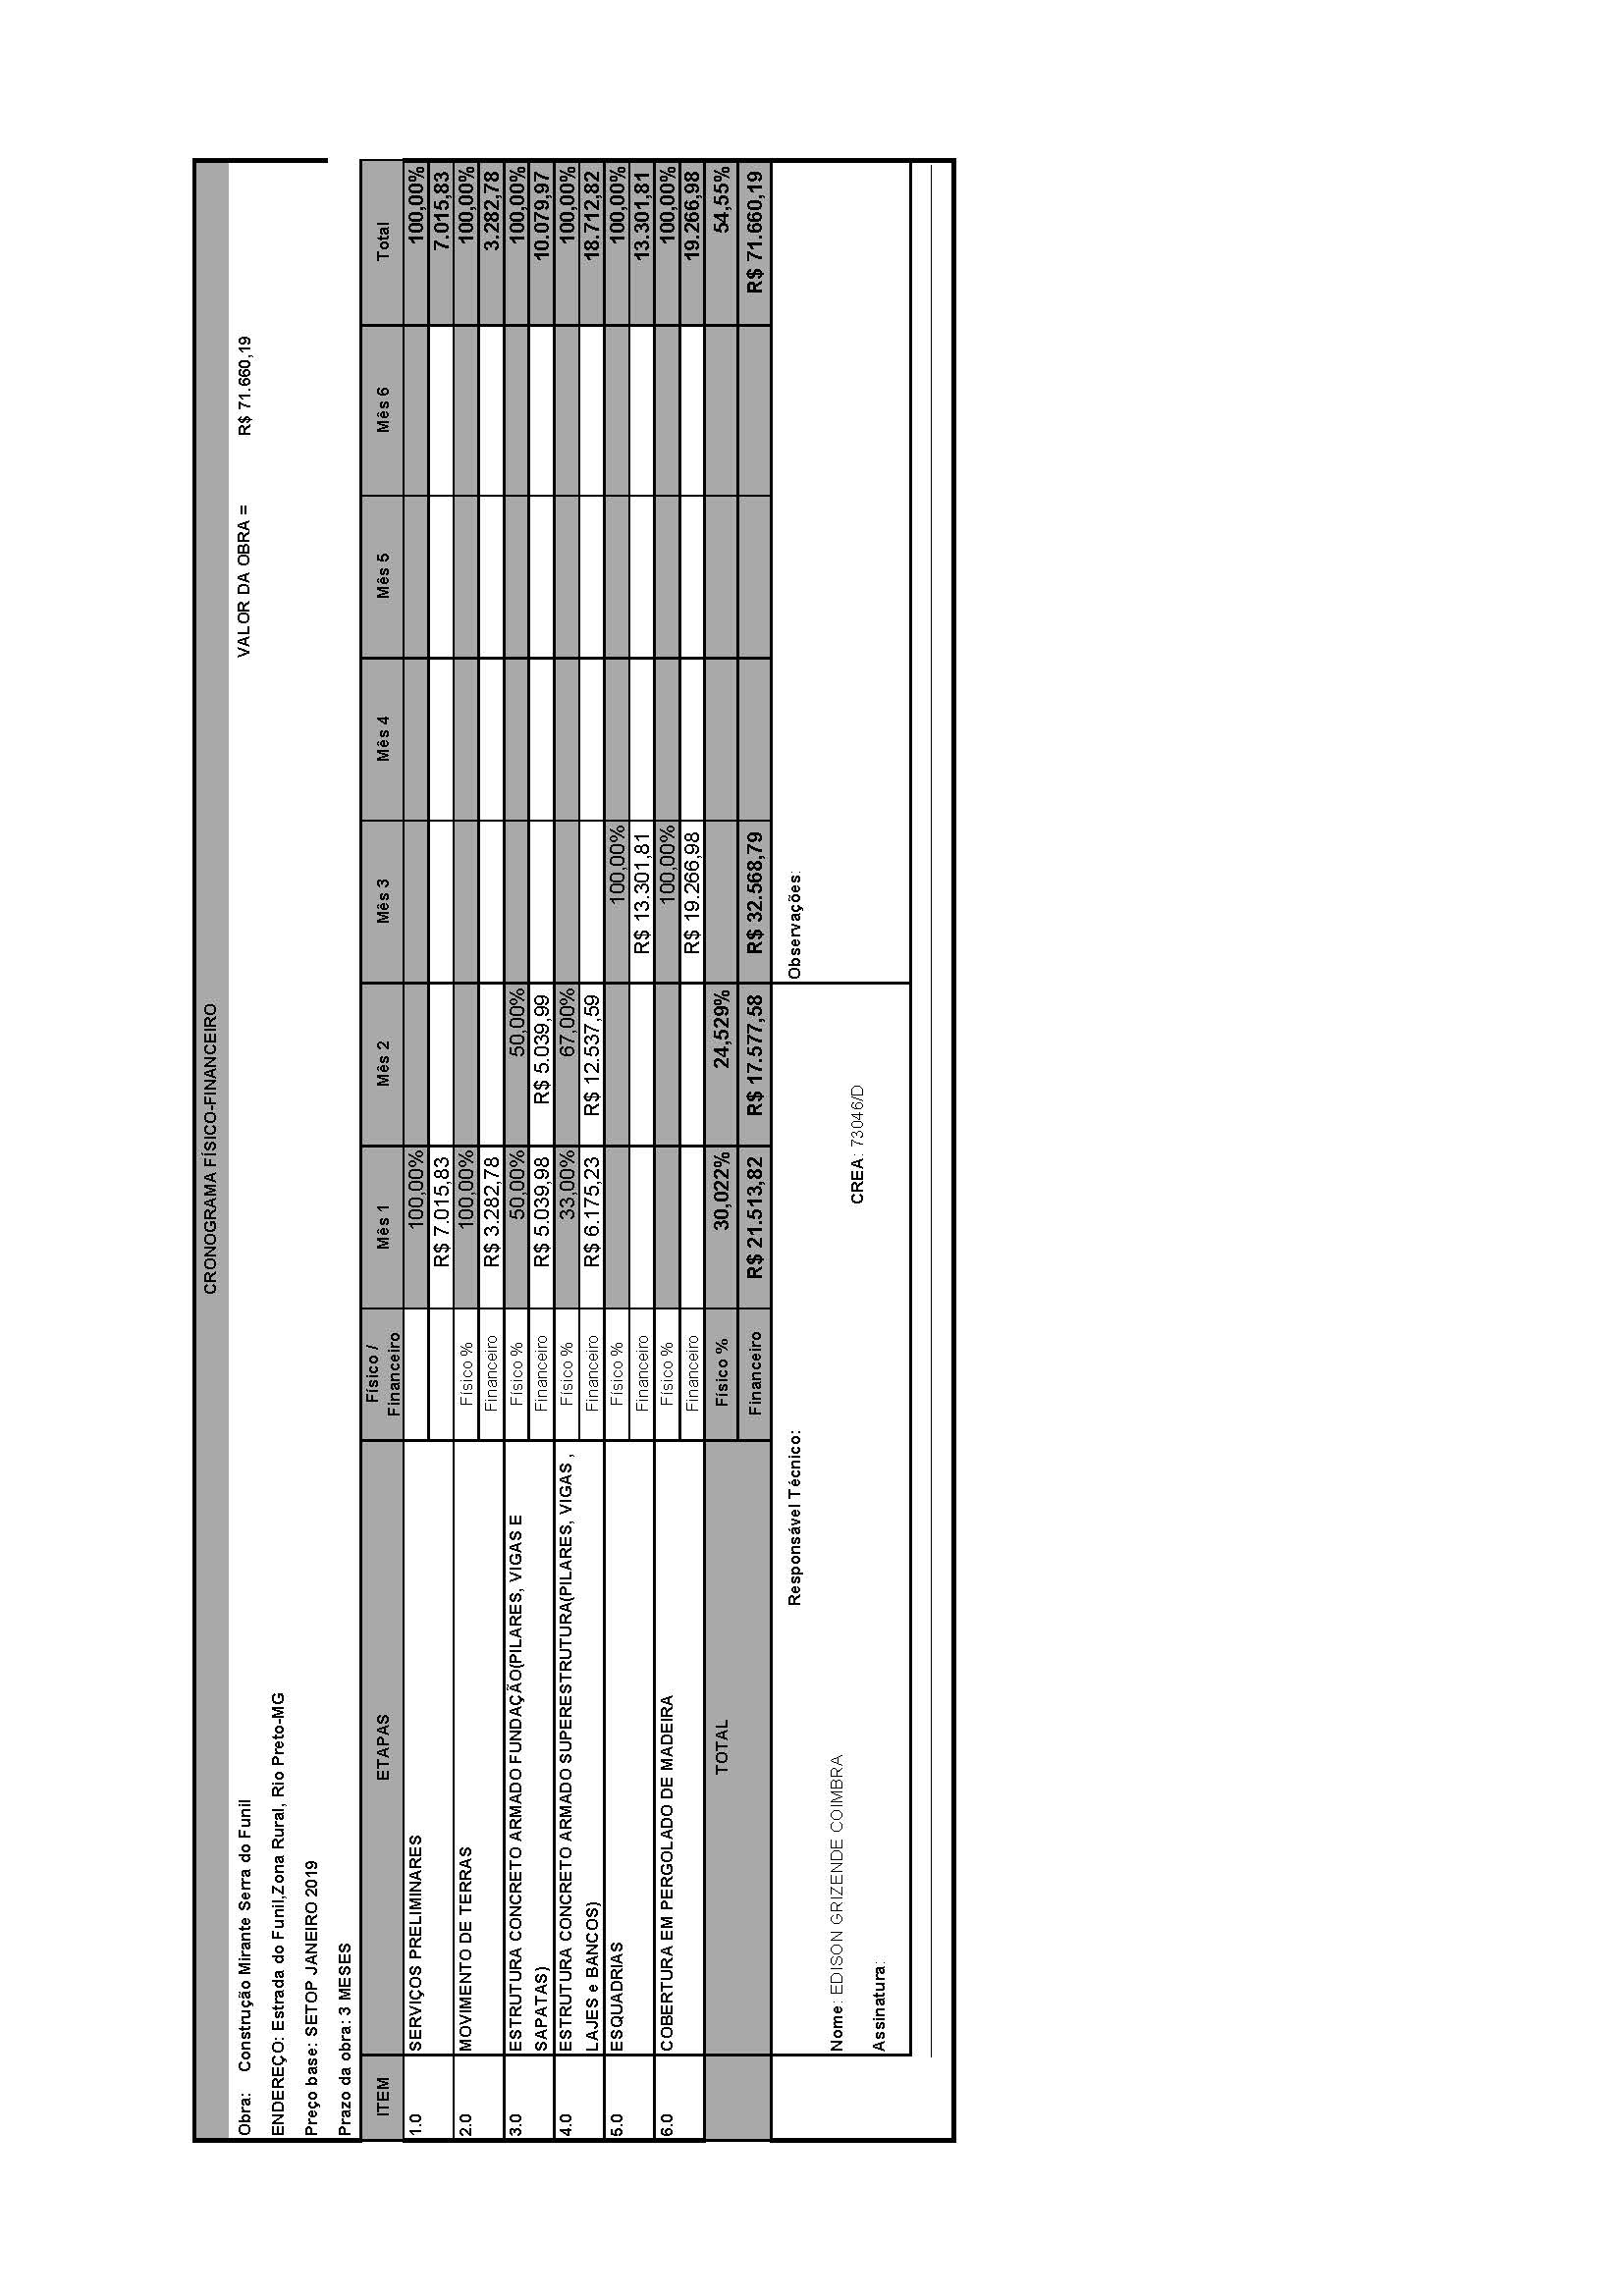 CRONOGRAMA FÍSICO-FINANCEIRO
Obra: Construção Mirante Serra do Funil VALOR DA OBRA = R$ 71.660,19
ENDEREÇO: Estrada do Funil,Zona Rural, Rio Preto-MG
Preço base: SETOP JANEIRO 2019
Prazo da obra: 3 MESES
ITEM ETAPAS Físico / Financeiro Mês 1 Mês 2 Mês 3 Mês 4 Mês 5 Mês 6 Total
1.0 SERVIÇOS PRELIMINARES 100,00% 100,00%
R$ 7.015,83 7.015,83
2.0 MOVIMENTO DE TERRAS Físico % 100,00% 100,00%
Financeiro R$ 3.282,78 3.282,78
3.0 ESTRUTURA CONCRETO ARMADO FUNDAÇÃO(PILARES, VIGAS E Físico % 50,00% 50,00% 100,00%
SAPATAS) Financeiro R$ 5.039,98 R$ 5.039,99 10.079,97
4.0 ESTRUTURA CONCRETO ARMADO SUPERESTRUTURA(PILARES, VIGAS , Físico % 33,00% 67,00% 100,00%
LAJES e BANCOS) Financeiro R$ 6.175,23 R$ 12.537,59 18.712,82
5.0 ESQUADRIAS Físico % 100,00% 100,00%
Financeiro R$ 13.301,81 13.301,81
6.0 COBERTURA EM PERGOLADO DE MADEIRA Físico % 100,00% 100,00%
Financeiro R$ 19.266,98 19.266,98
TOTAL Físico % 30,022% 24,529% 54,55%
Financeiro R$ 21.513,82 R$ 17.577,58 R$ 32.568,79 R$ 71.660,19
Responsável Técnico: Observações:
Nome: EDISON GRIZENDE COIMBRA CREA: 73046/D
Assinatura: